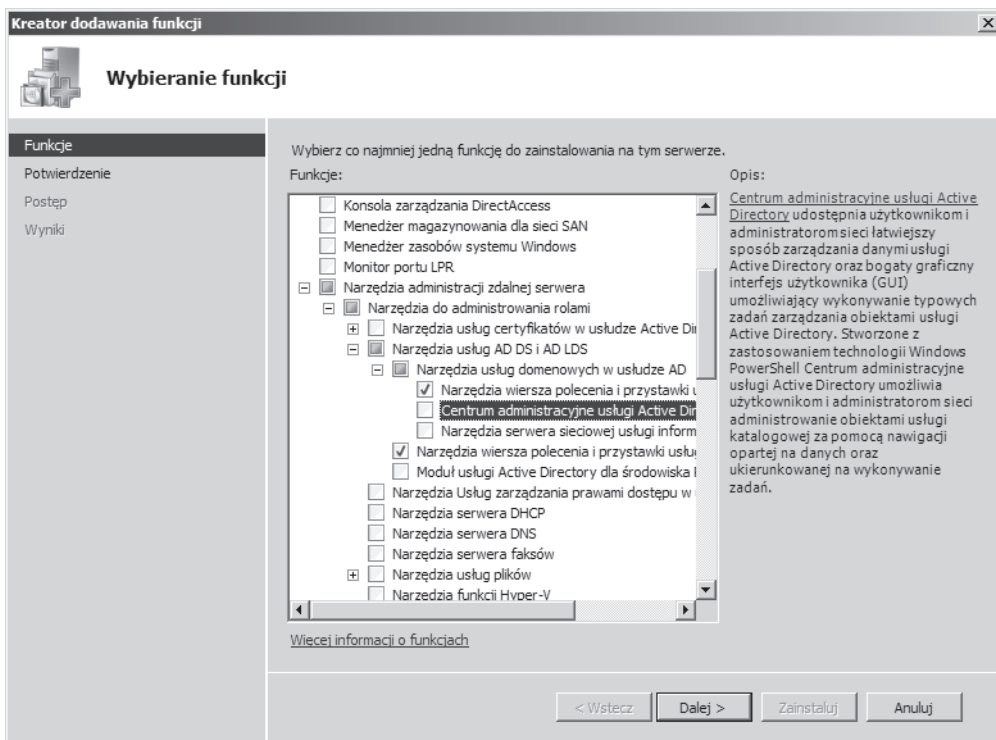 Kreator dodawania funkcji
Wybieranie funkcji
Funkcje
Potwierdzenie
Postęp
Wyniki
Wybierz co najmniej jedną funkcję do zainstalowania na tym serwerze.
Funkcje:
Konsola zarządzania DirectAccess
Menedżer magazynowania dla sieci SAN
Menedżer zasobów systemu Windows
Monitor portu LPR
Narzędzia administracji zdalnej serwera
Narzędzia do administrowania rolami
Narzędzia usług certyfikatów w usłudze Active Di
Narzędzia usług AD DS i AD LDS
Narzędzia usług domenowych w usłudze AD
Narzędzia wiersza polecenia i przystawki u
Centrum administracyjne usługi Active Dir
Narzędzia serwera sieciowej usługi inform
Narzędzia wiersza polecenia i przystawki usłu
Moduł usługi Active Directory dla środowiska
Narzędzia Usług zarządzania prawami dostępu w
Narzędzia serwera DHCP
Narzędzia serwera DNS
Narzędzia serwera faksów
Narzędzia usług plików
Narzędzia funkcji Hyper-V
Więcej informacji o funkcjach
Opis:
Centrum administracyjne usługi Active
Directory udostępnia użytkownikom i
administratorom sieci łatwiejszy
sposób zarządzania danymi usługi
Active Directory oraz bogaty graficzny
interfejs użytkownika (GUI)
umożliwiający wykonywanie typowych
zadań zarządzania obiektami usługi
Active Directory. Stworzone z
zastosowaniem technologii Windows
PowerShell Centrum administracyjne
usługi Active Directory umożliwia
użytkownikom i administratorom sieci
administrowanie obiektami usługi
katalogowej za pomocą nawigacji
opartej na danych oraz
ukierunkowanej na wykonywanie
zadań.
< Wstecz
Dalej >
Zainstaluj
Anuluj